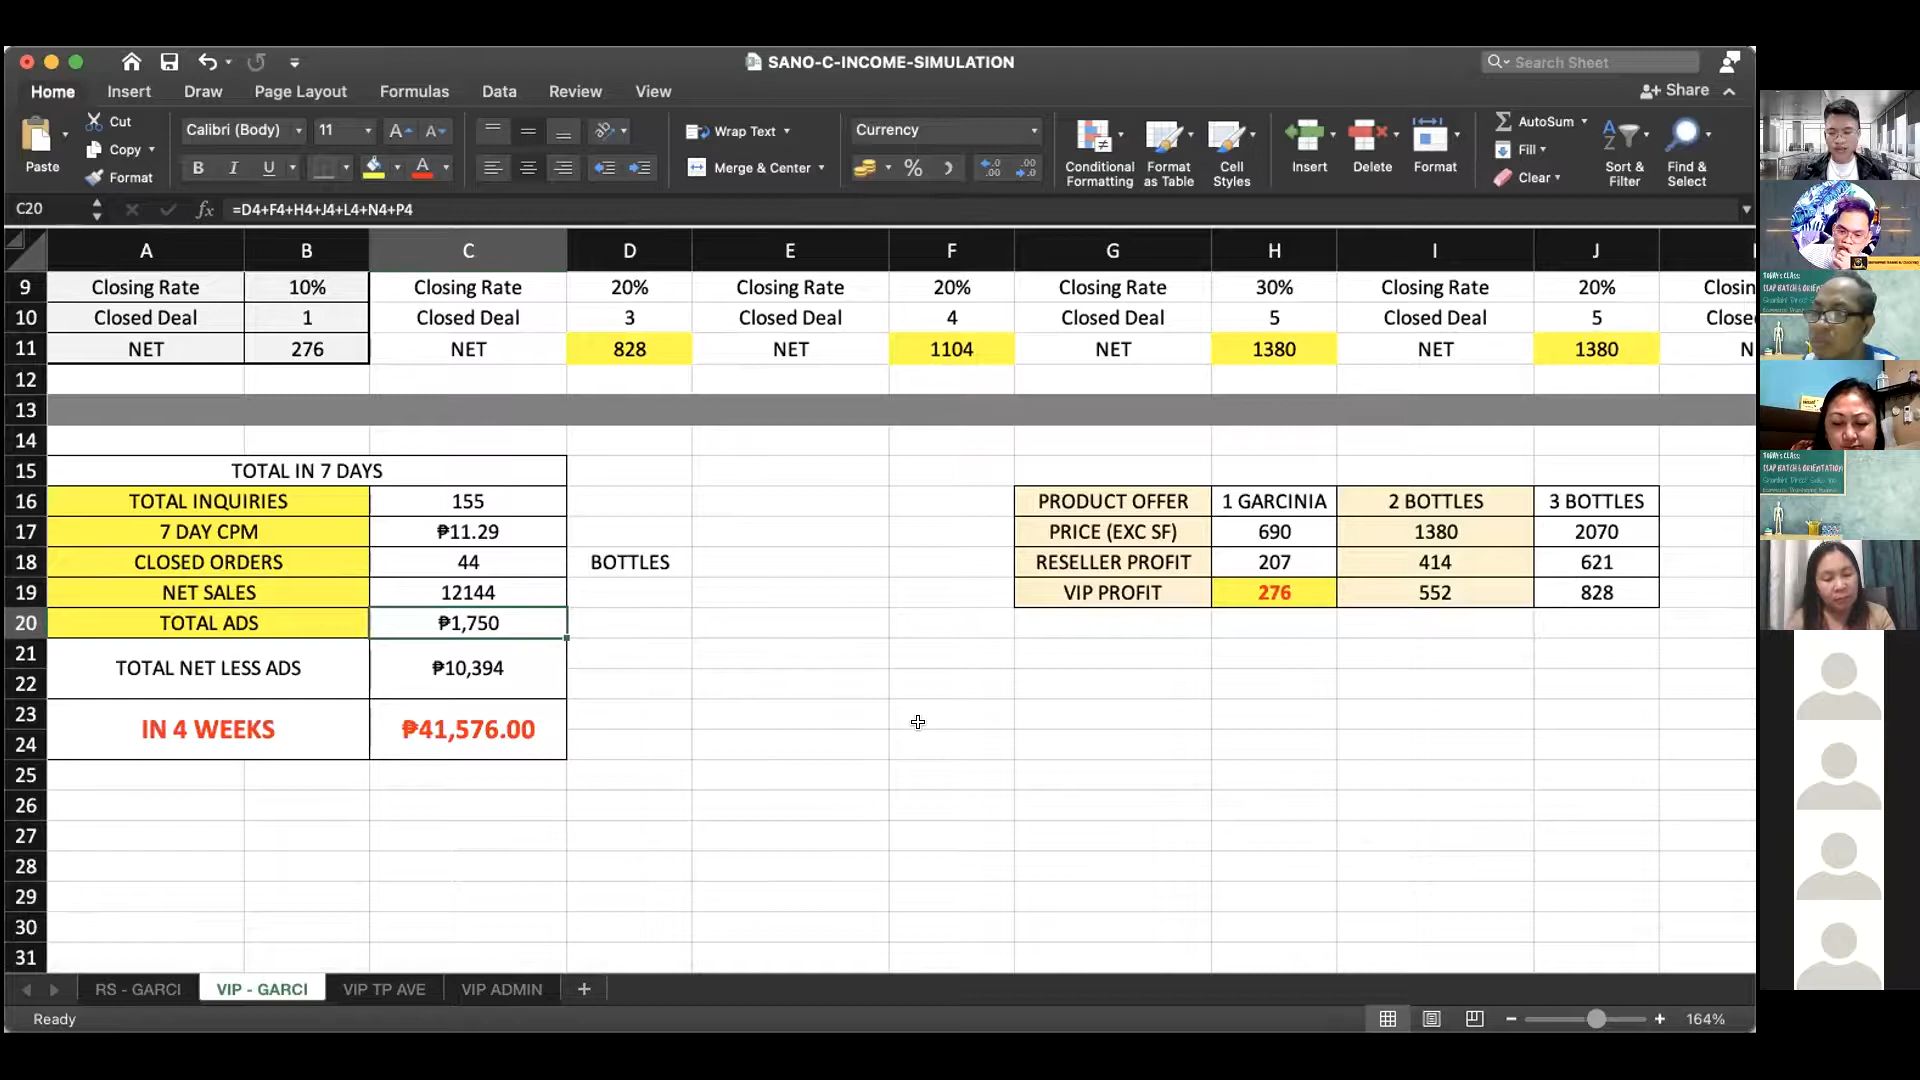 SANO-C-INCOME-SIMULATION
Search Sheet
Home Insert Draw Page Layout Formulas Data Review View
Share
Paste
Cut
Copy
Format
Calibri (Body) 11
A A
B I U A
ab
Wrap Text
Merge & Center
Currency
%
Conditional Formatting
Format as Table
Cell Styles
Insert
Delete
Format
AutoSum
Fill
Clear
Sort & Filter
Find & Select
C20 fx =D4+F4+H4+J4+L4+N4+P4
A B C D E F G H I J
9 Closing Rate 10% Closing Rate 20% Closing Rate 20% Closing Rate 30% Closing Rate 20% Closin
10 Closed Deal 1 Closed Deal 3 Closed Deal 4 Closed Deal 5 Closed Deal 5 Close
11 NET 276 NET 828 NET 1104 NET 1380 NET 1380 N
12
13
14
15 TOTAL IN 7 DAYS
16 TOTAL INQUIRIES 155 PRODUCT OFFER 1 GARCINIA 2 BOTTLES 3 BOTTLES
17 7 DAY CPM ₱11.29 PRICE (EXC SF) 690 1380 2070
18 CLOSED ORDERS 44 BOTTLES RESELLER PROFIT 207 414 621
19 NET SALES 12144 VIP PROFIT 276 552 828
20 TOTAL ADS ₱1,750
21
TOTAL NET LESS ADS ₱10,394
22
23
IN 4 WEEKS ₱41,576.00
24
25
26
27
28
29
30
31
RS - GARCI VIP - GARCI VIP TP AVE VIP ADMIN +
Ready
164%
TODAY's CLASS:
TODAY's CLASS: